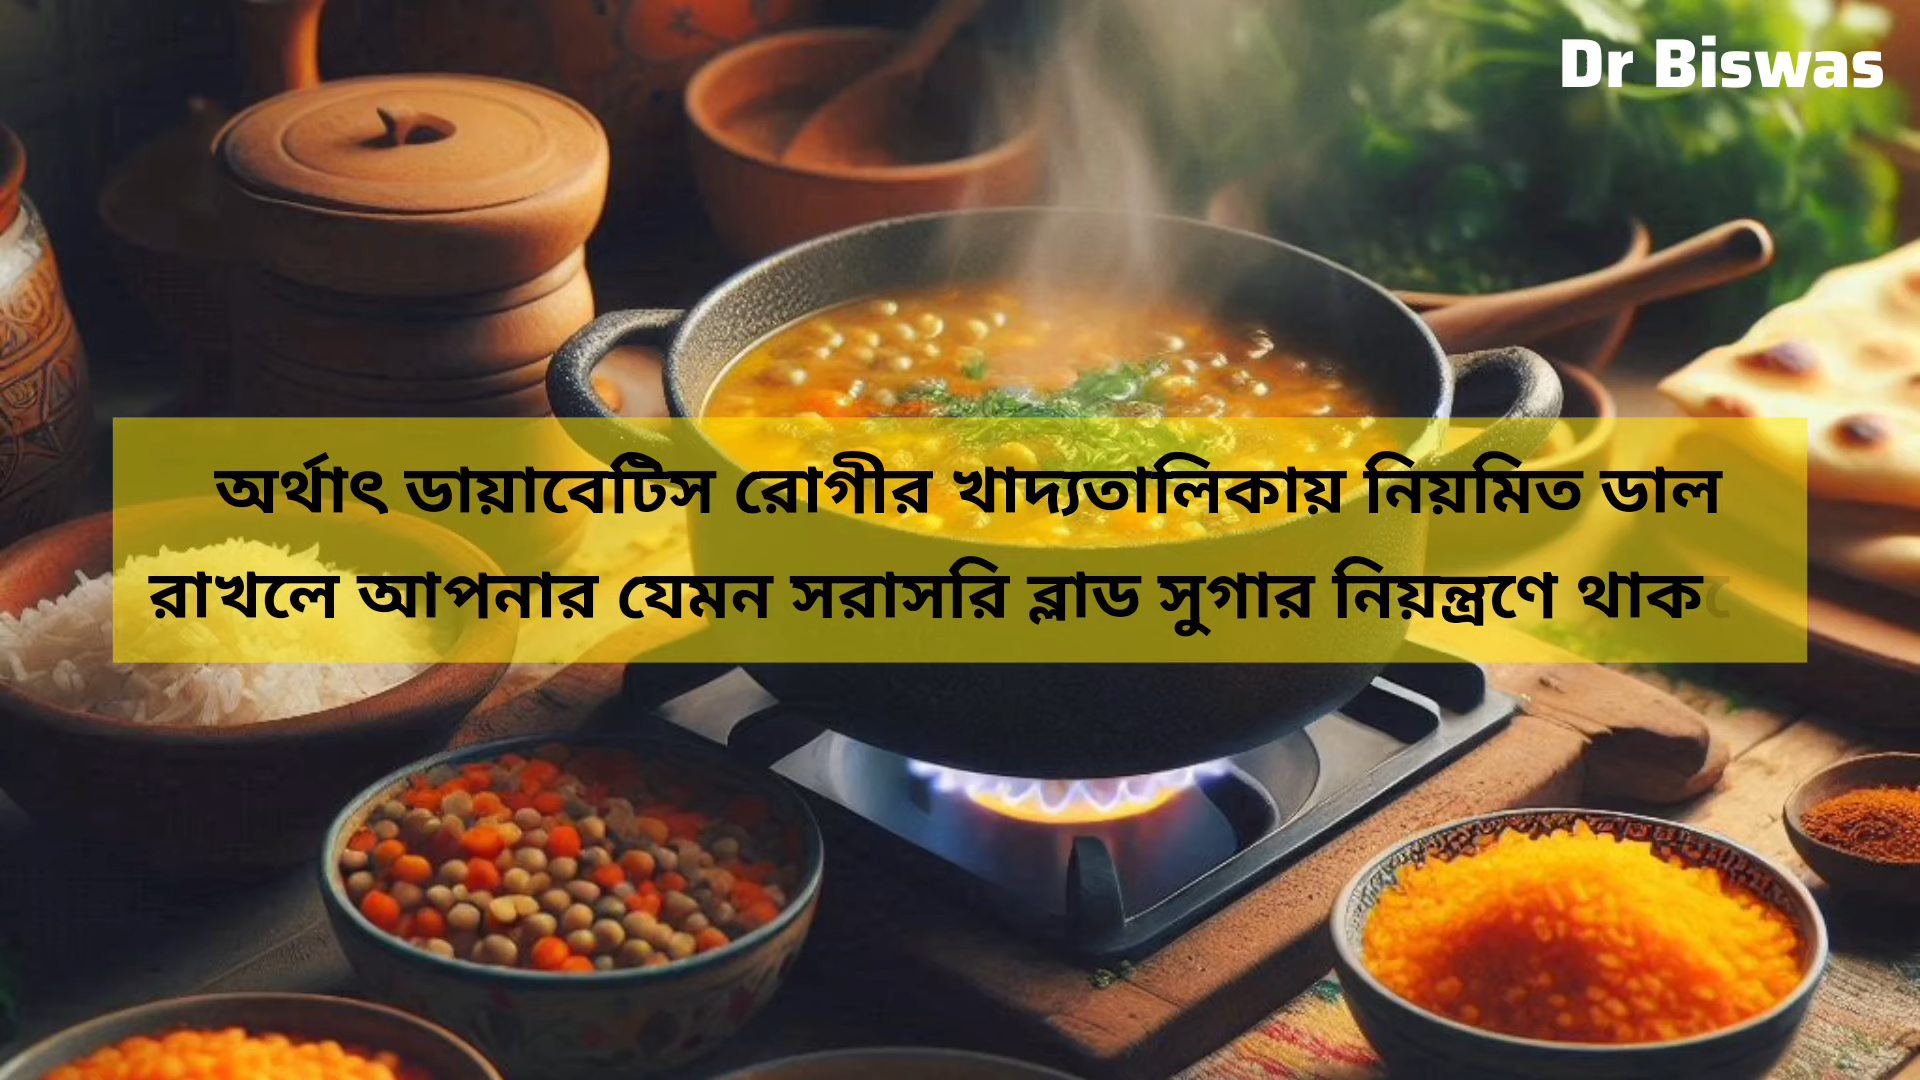 Dr Biswas
অর্থাৎ ডায়াবেটিস রোগীর খাদ্যতালিকায় নিয়মিত ডাল
রাখলে আপনার যেমন সরাসরি ব্লাড সুগার নিয়ন্ত্রণে থাক